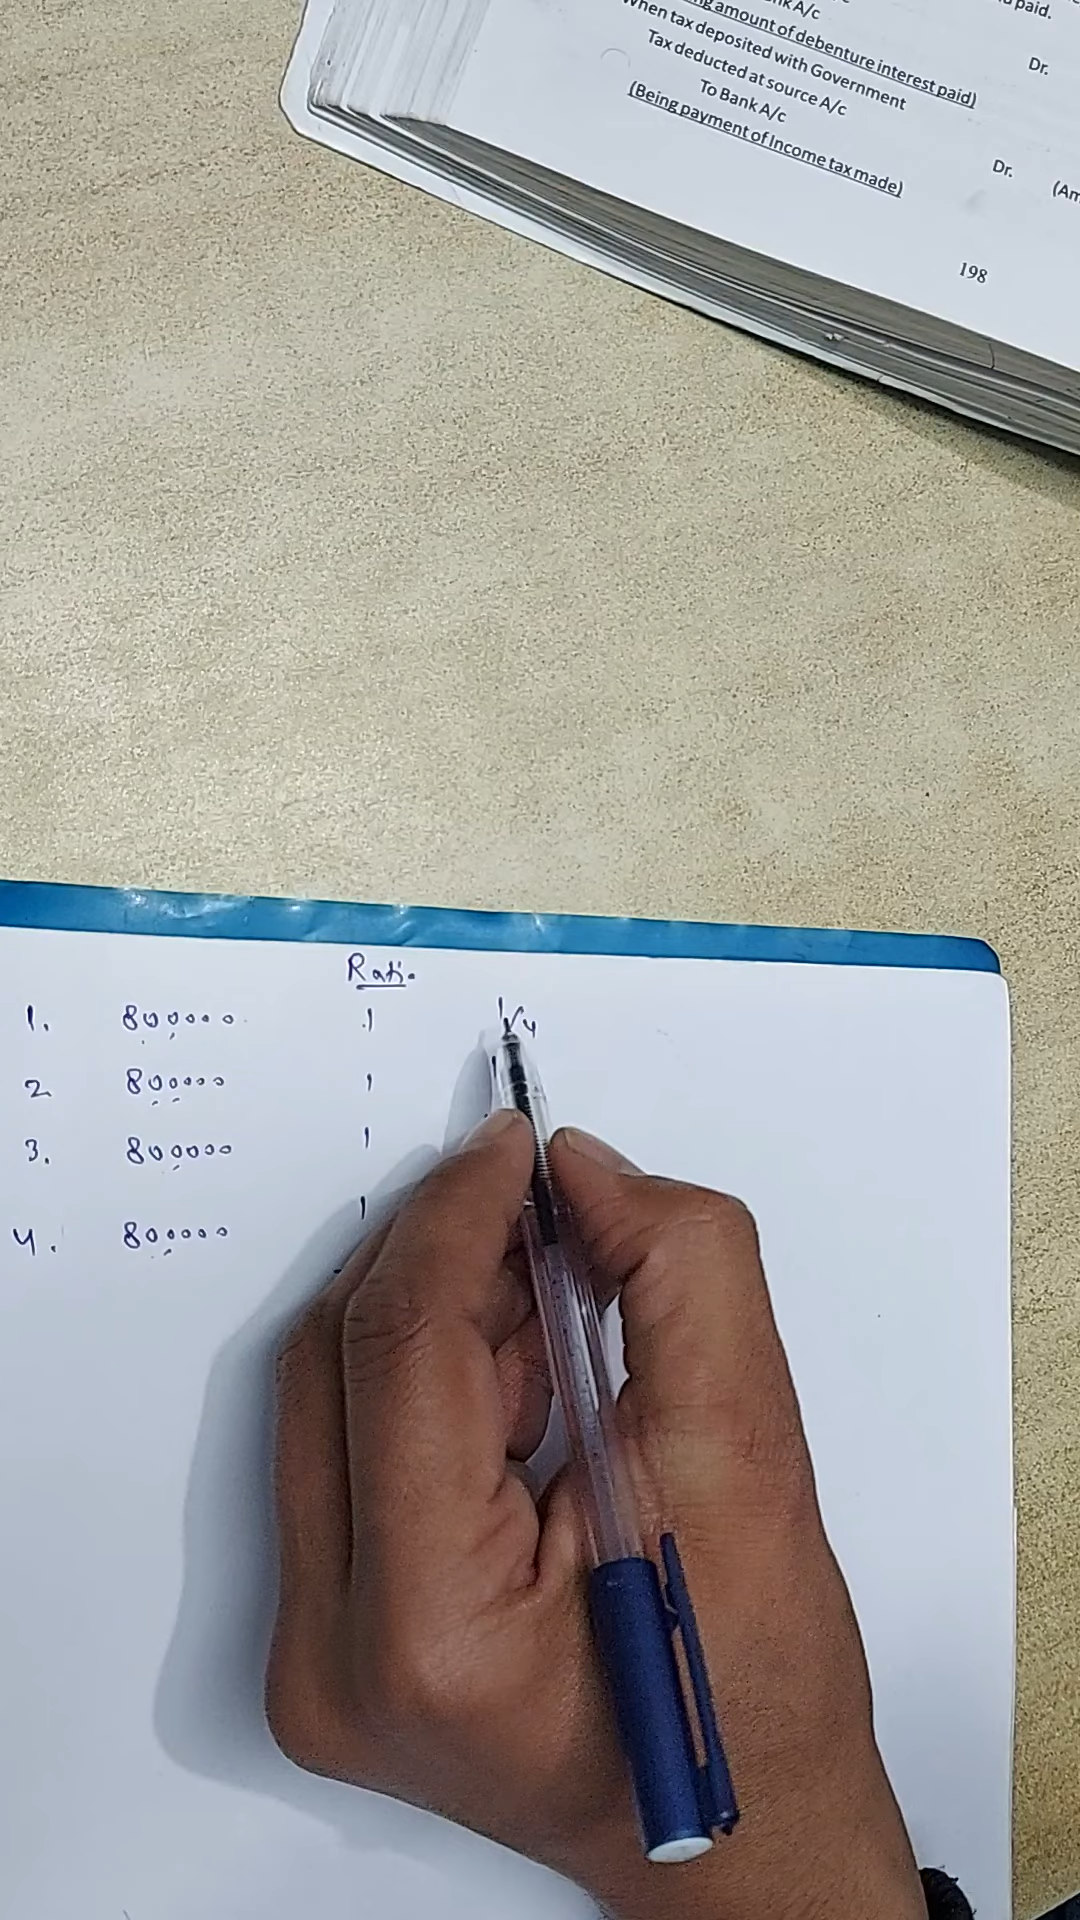 paid.
A/c
amount of debenture interest paid)
When tax deposited with Government
Tax deducted at source A/c
Dr.
To Bank A/c
(Being payment of Income tax made)
Dr.
198
Ratio
1. 800000 1 1/4
2 800000 1
3. 800000 1
4. 800000 1